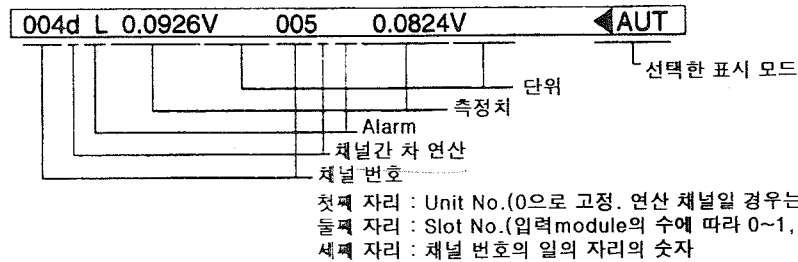 004d L 0.0926V 005 0.0824V ◀AUT
선택한 표시 모드
단위
측정치
Alarm
채널간 차 연산
채널 번호
첫째 자리 : Unit No.(0으로 고정. 연산 채널일 경우는
둘째 자리 : Slot No.(입력module의 수에 따라 0~1,
세째 자리 : 채널 번호의 일의 자리의 숫자